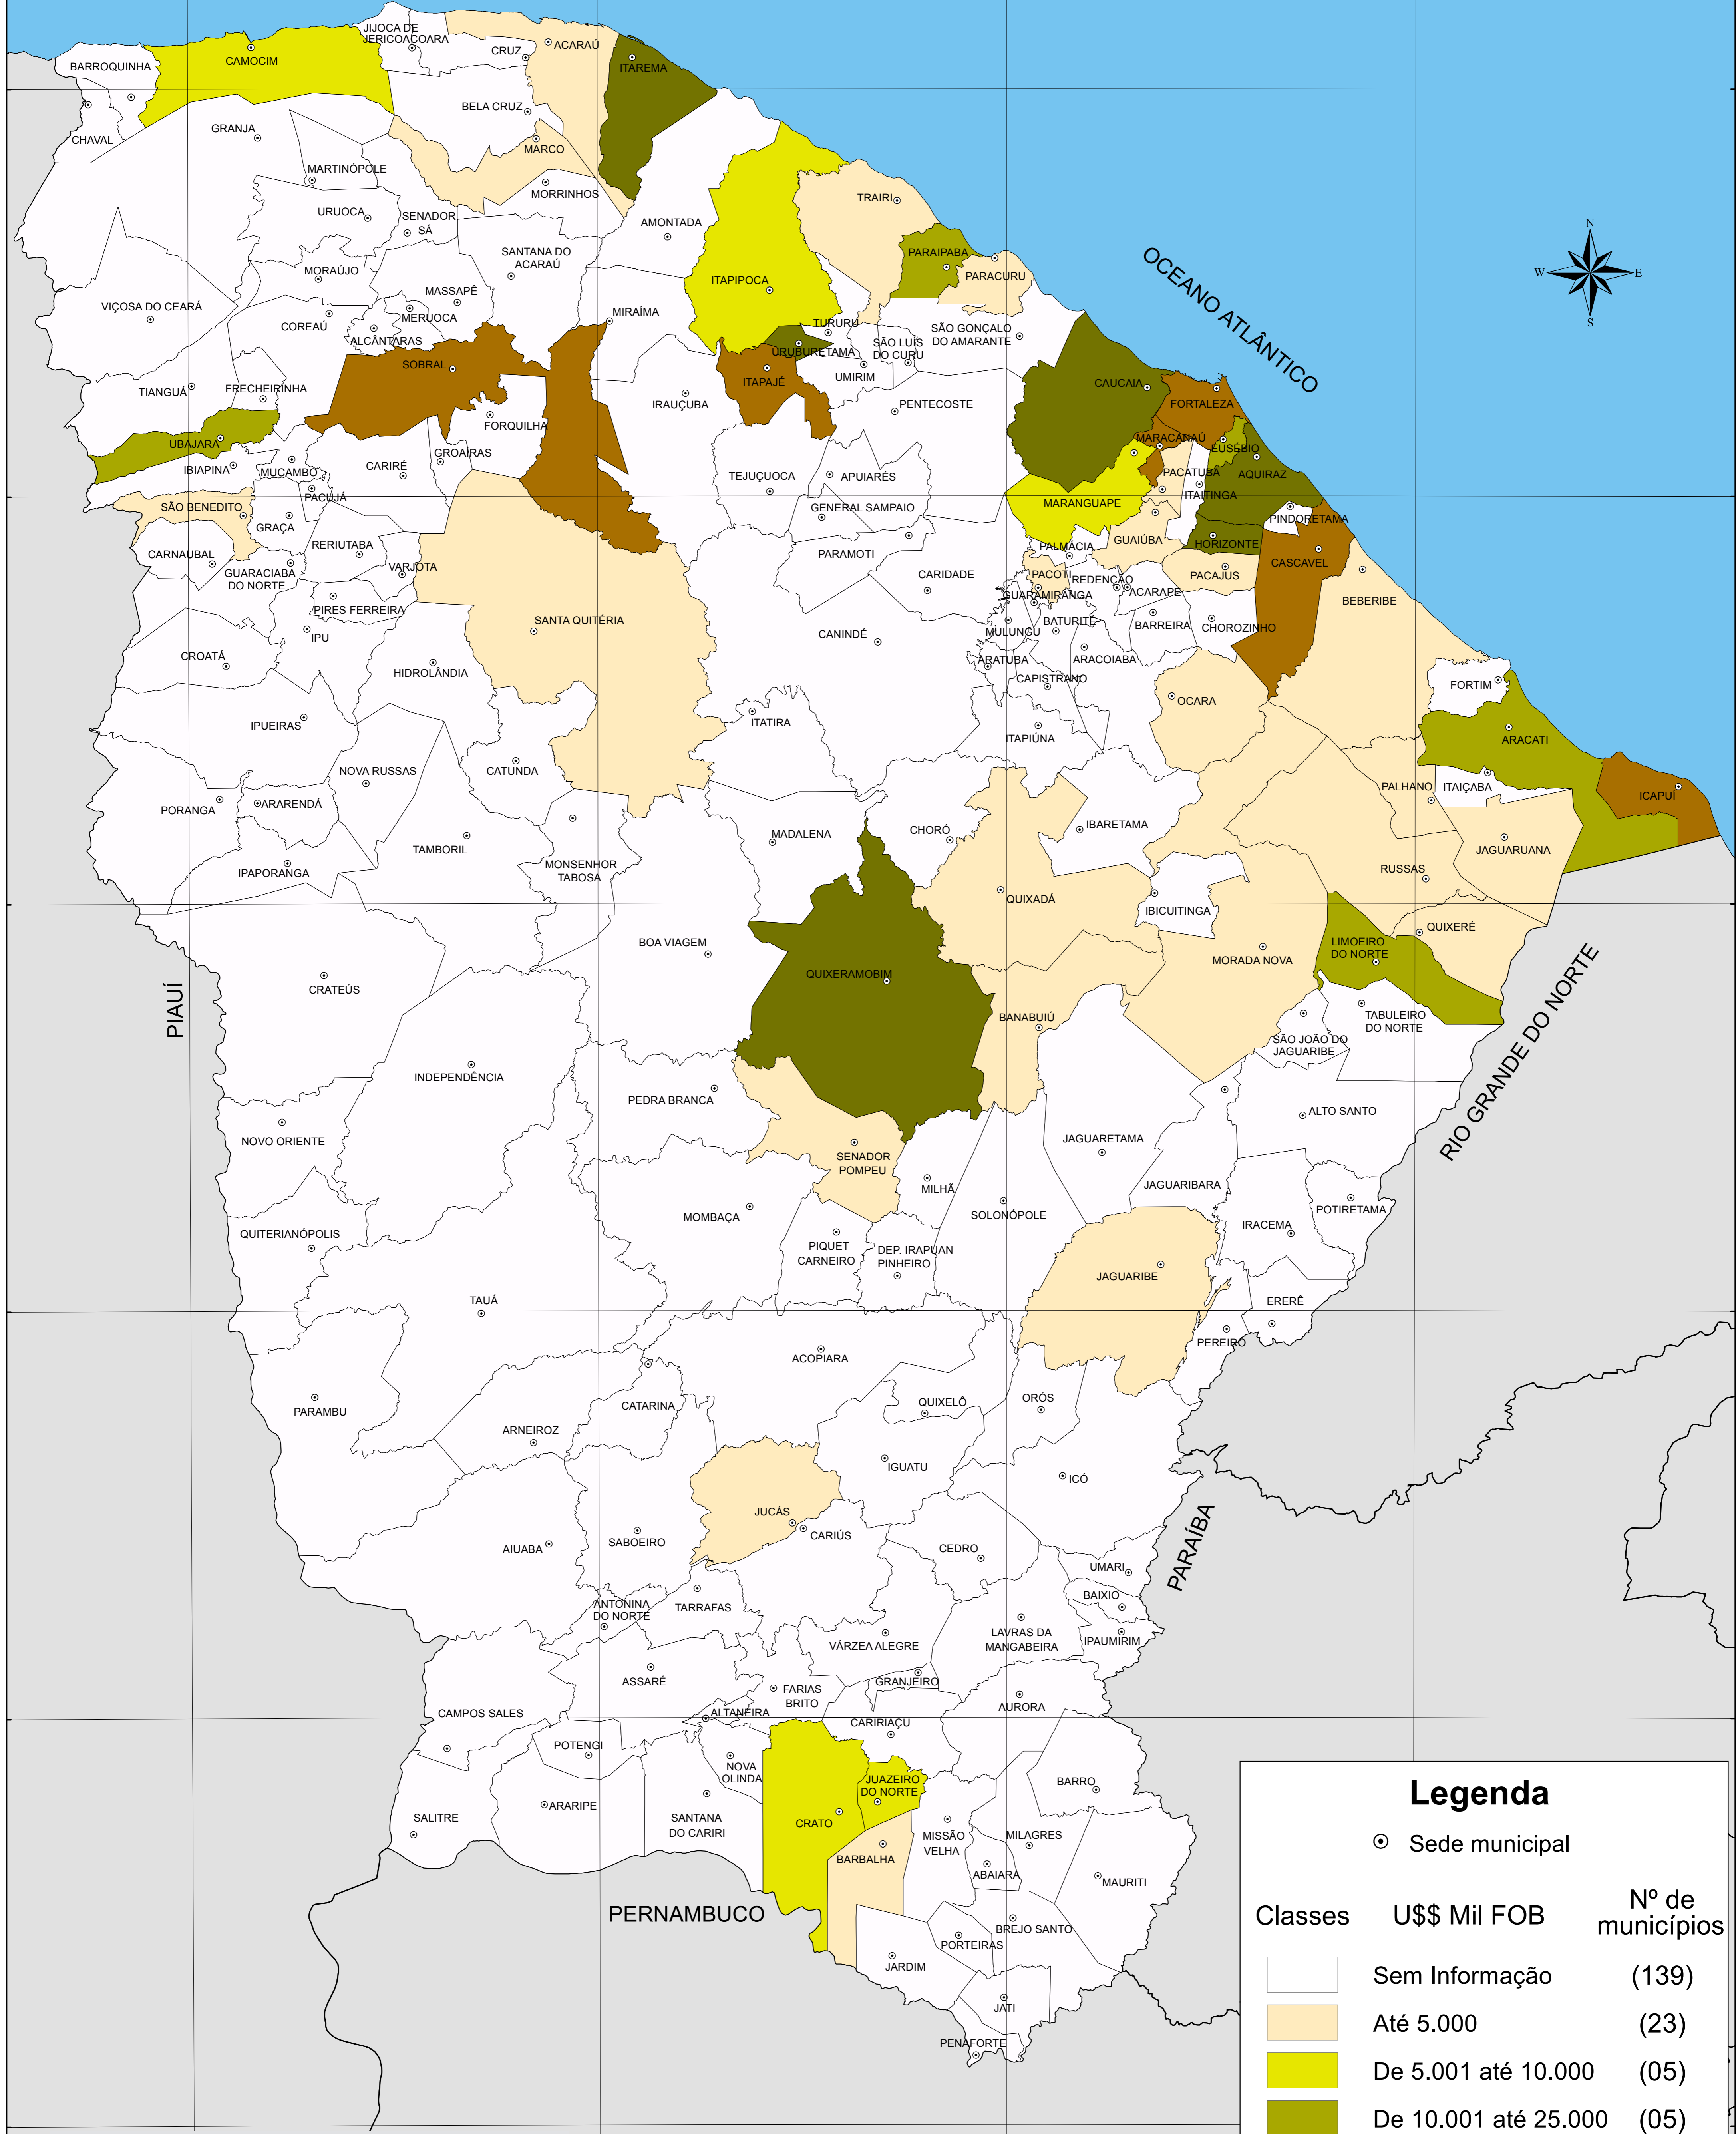 JIJOCA DE
JERICOACOARA
CRUZ
ACARAÚ
ITAREMA
BARROQUINHA
CAMOCIM
BELA CRUZ
CHAVAL
GRANJA
MARCO
MARTINÓPOLE
MORRINHOS
TRAIRI
URUOCA
SENADOR
SÁ
AMONTADA
N
W
E
S
OCEANO ATLÂNTICO
SANTANA DO
ACARAÚ
PARAIPABA
MORAÚJO
ITAPIPOCA
PARACURU
MASSAPÊ
VIÇOSA DO CEARÁ
MERUOCA
MIRAÍMA
COREAÚ
TURURU
SÃO GONÇALO
DO AMARANTE
ALCÂNTARAS
URUBURETAMA
SÃO LUÍS
DO CURU
SOBRAL
ITAPAJÉ
UMIRIM
CAUCAIA
TIANGUÁ
FRECHEIRINHA
IRAUÇUBA
PENTECOSTE
FORTALEZA
FORQUILHA
MARACANAÚ
UBAJARA
EUSÉBIO
IBIAPINA
MUCAMBO
CARIRÉ
GROAÍRAS
TEJUÇUOCA
APUIARÉS
PACATUBA
AQUIRAZ
PACUJÁ
MARANGUAPE
ITAITINGA
SÃO BENEDITO
GENERAL SAMPAIO
PINDORETAMA
GRAÇA
RERIUTABA
GUAIÚBA
HORIZONTE
CARNAUBAL
PARAMOTI
PALMÁCIA
CASCAVEL
GUARACIABA
DO NORTE
VARJOTA
CARIDADE
PACOTI
REDENÇÃO
PACAJUS
ACARAPE
GUARAMIRANGA
BEBERIBE
PIRES FERREIRA
SANTA QUITÉRIA
BATURITÉ
BARREIRA
CHOROZINHO
IPU
CANINDÉ
MULUNGU
CROATÁ
ARATUBA
ARACOIABA
HIDROLÂNDIA
CAPISTRANO
FORTIM
OCARA
IPUEIRAS
ITATIRA
ITAPIÚNA
ARACATI
NOVA RUSSAS
CATUNDA
PALHANO
ITAIÇABA
ICAPUÍ
PORANGA
ARARENDÁ
IBARETAMA
MADALENA
CHORÓ
TAMBORIL
JAGUARUANA
MONSENHOR
TABOSA
IPAPORANGA
RUSSAS
QUIXADÁ
IBICUITINGA
QUIXERÉ
BOA VIAGEM
LIMOEIRO
DO NORTE
MORADA NOVA
QUIXERAMOBIM
CRATEÚS
PIAUÍ
RIO GRANDE DO NORTE
BANABUIÚ
TABULEIRO
DO NORTE
SÃO JOÃO DO
JAGUARIBE
INDEPENDÊNCIA
PEDRA BRANCA
ALTO SANTO
NOVO ORIENTE
JAGUARETAMA
SENADOR
POMPEU
JAGUARIBARA
MILHÃ
POTIRETAMA
SOLONÓPOLE
MOMBAÇA
IRACEMA
QUITERIANÓPOLIS
PIQUET
CARNEIRO
DEP. IRAPUAN
PINHEIRO
JAGUARIBE
TAUÁ
ERERÊ
PEREIRO
ACOPIARA
ORÓS
QUIXELÔ
CATARINA
PARAMBU
ARNEIROZ
IGUATU
ICÓ
JUCÁS
CARIÚS
PARAÍBA
SABOEIRO
AIUABA
CEDRO
UMARI
BAIXIO
ANTONINA
DO NORTE
TARRAFAS
LAVRAS DA
MANGABEIRA
VÁRZEA ALEGRE
IPAUMIRIM
ASSARÉ
GRANJEIRO
FARIAS
BRITO
AURORA
CAMPOS SALES
ALTANEIRA
CARIRIAÇU
POTENGI
NOVA
OLINDA
JUAZEIRO
DO NORTE
BARRO
ARARIPE
SALITRE
SANTANA
DO CARIRI
CRATO
MISSÃO
VELHA
MILAGRES
BARBALHA
ABAIARA
MAURITI
PERNAMBUCO
BREJO SANTO
PORTEIRAS
JARDIM
JATI
PENAFORTE
Legenda
Sede municipal
Classes U$$ Mil FOB Nº de
municípios
Sem Informação (139)
Até 5.000 (23)
De 5.001 até 10.000 (05)
De 10.001 até 25.000 (05)